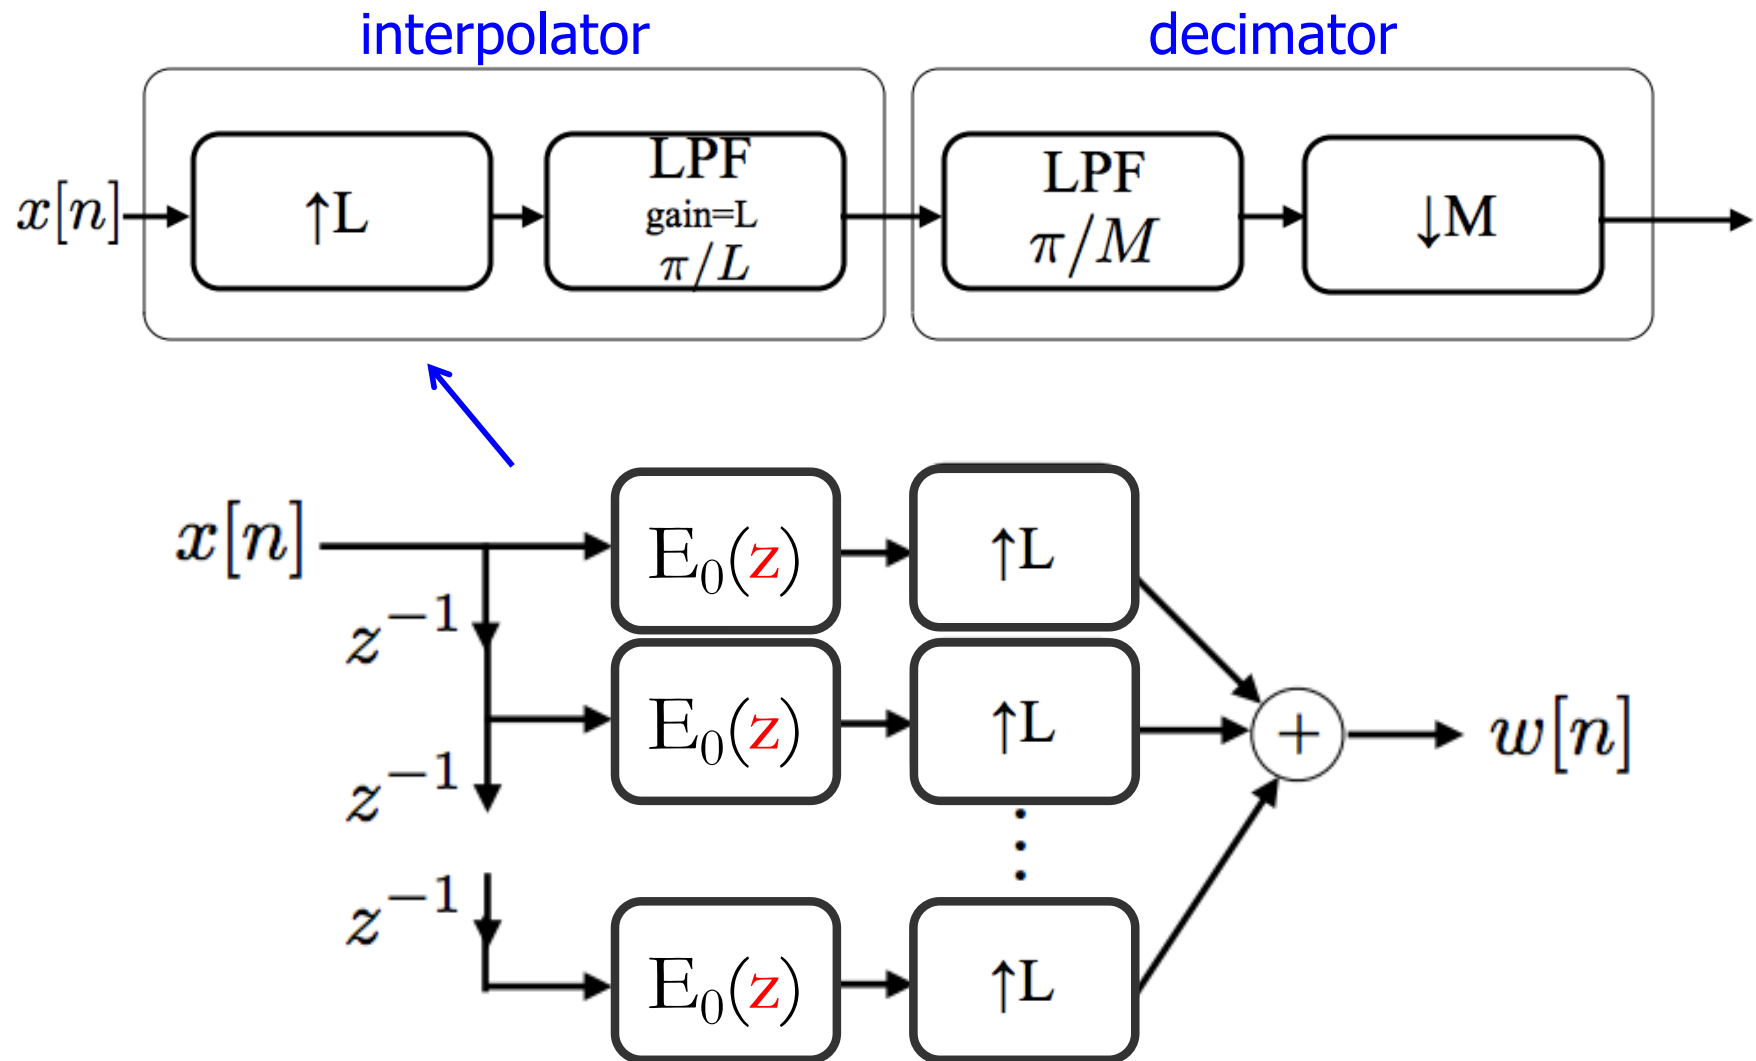 interpolator decimator
x[n] ↑L LPF gain=L π/L LPF π/M ↓M
x[n] E₀(z) ↑L
z⁻¹
E₀(z) ↑L
+ w[n]
z⁻¹
⋮
z⁻¹
E₀(z) ↑L